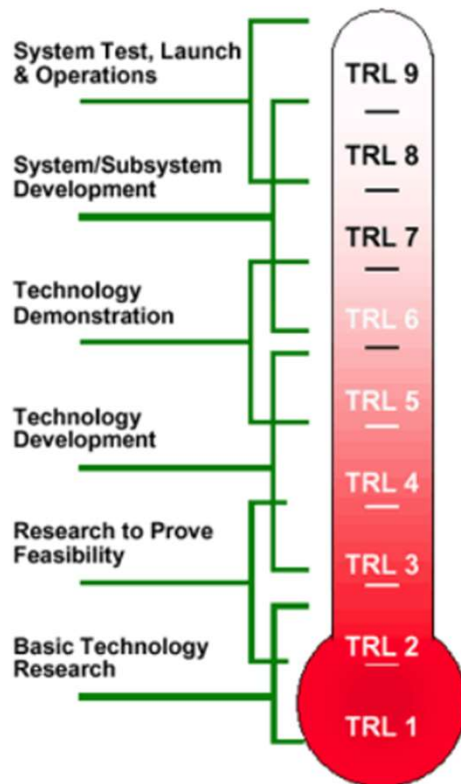 System Test, Launch
& Operations
System/Subsystem
Development
Technology
Demonstration
Technology
Development
Research to Prove
Feasibility
Basic Technology
Research
TRL 9
TRL 8
TRL 7
TRL 6
TRL 5
TRL 4
TRL 3
TRL 2
TRL 1